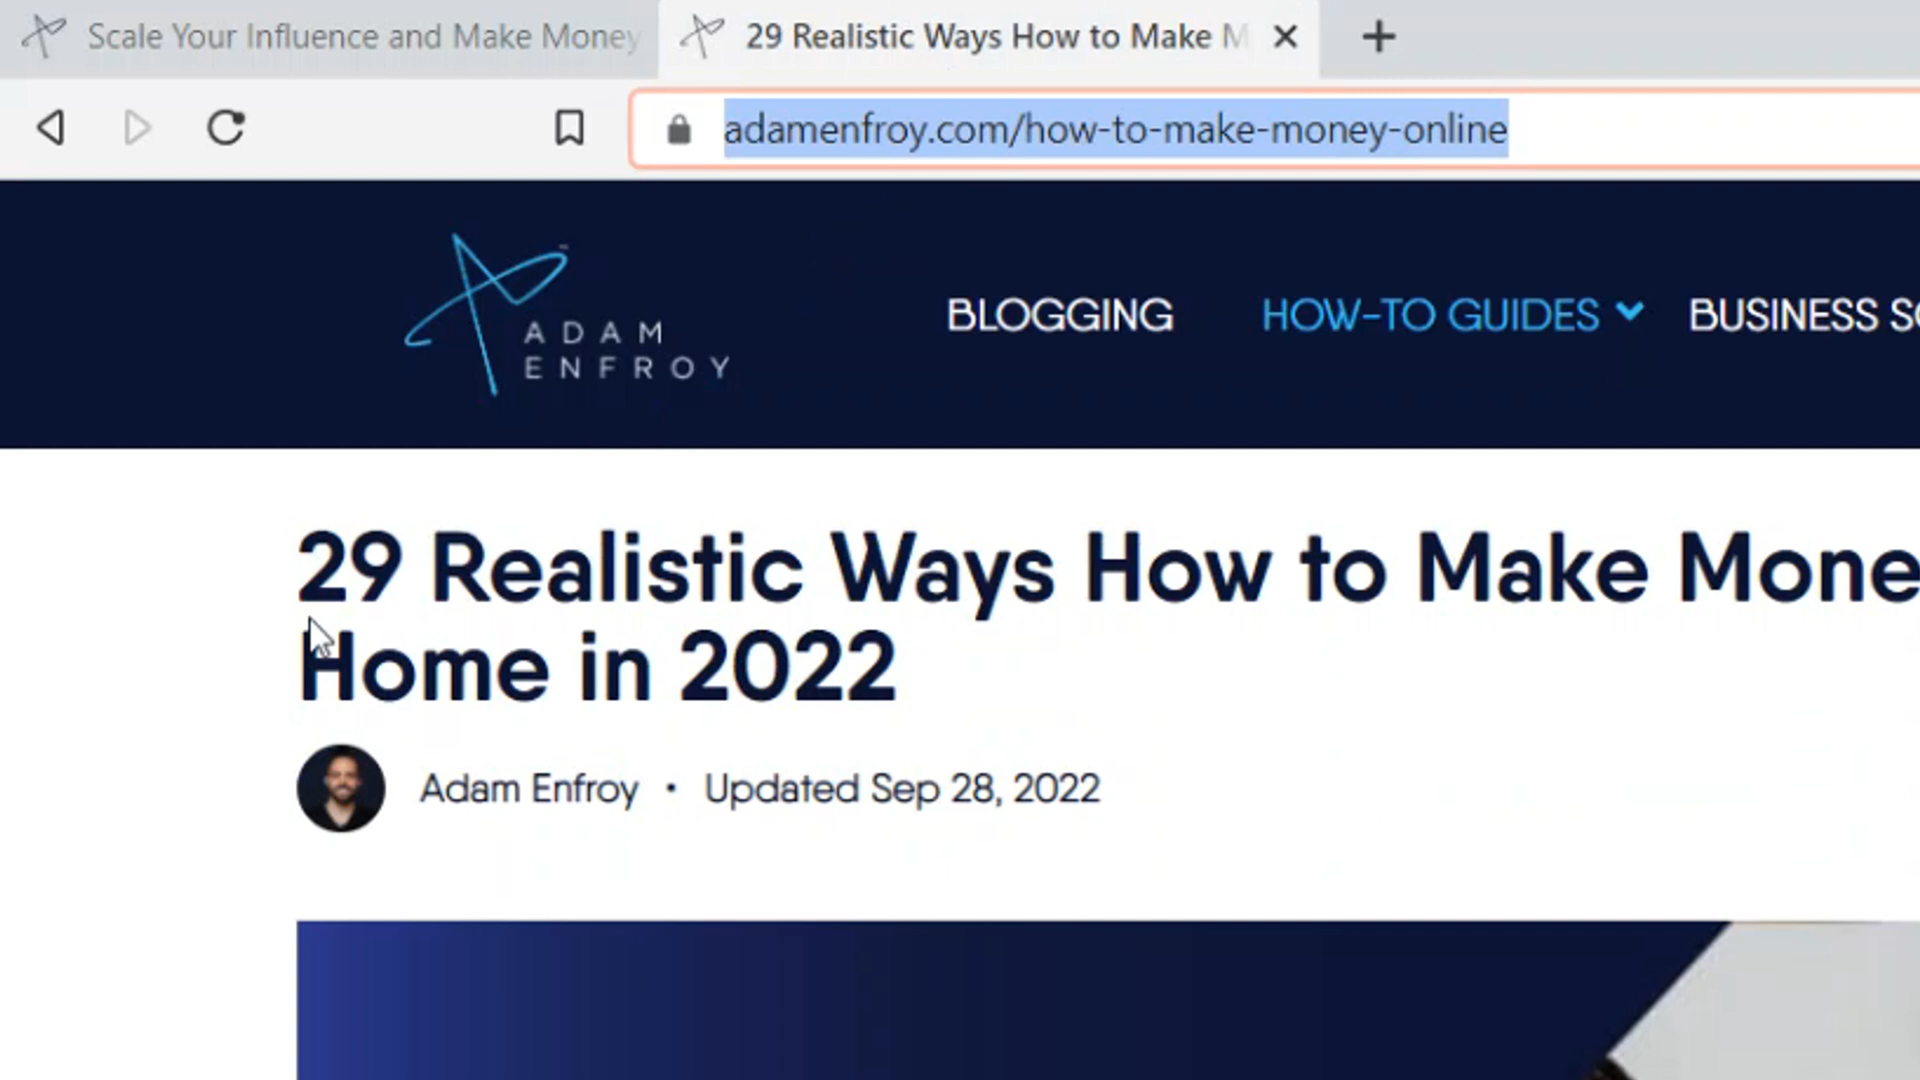 Scale Your Influence and Make Money
29 Realistic Ways How to Make M
adamenfroy.com/how-to-make-money-online
ADAM
ENFROY
BLOGGING
HOW-TO GUIDES
BUSINESS SO
29 Realistic Ways How to Make Mone
Home in 2022
Adam Enfroy • Updated Sep 28, 2022